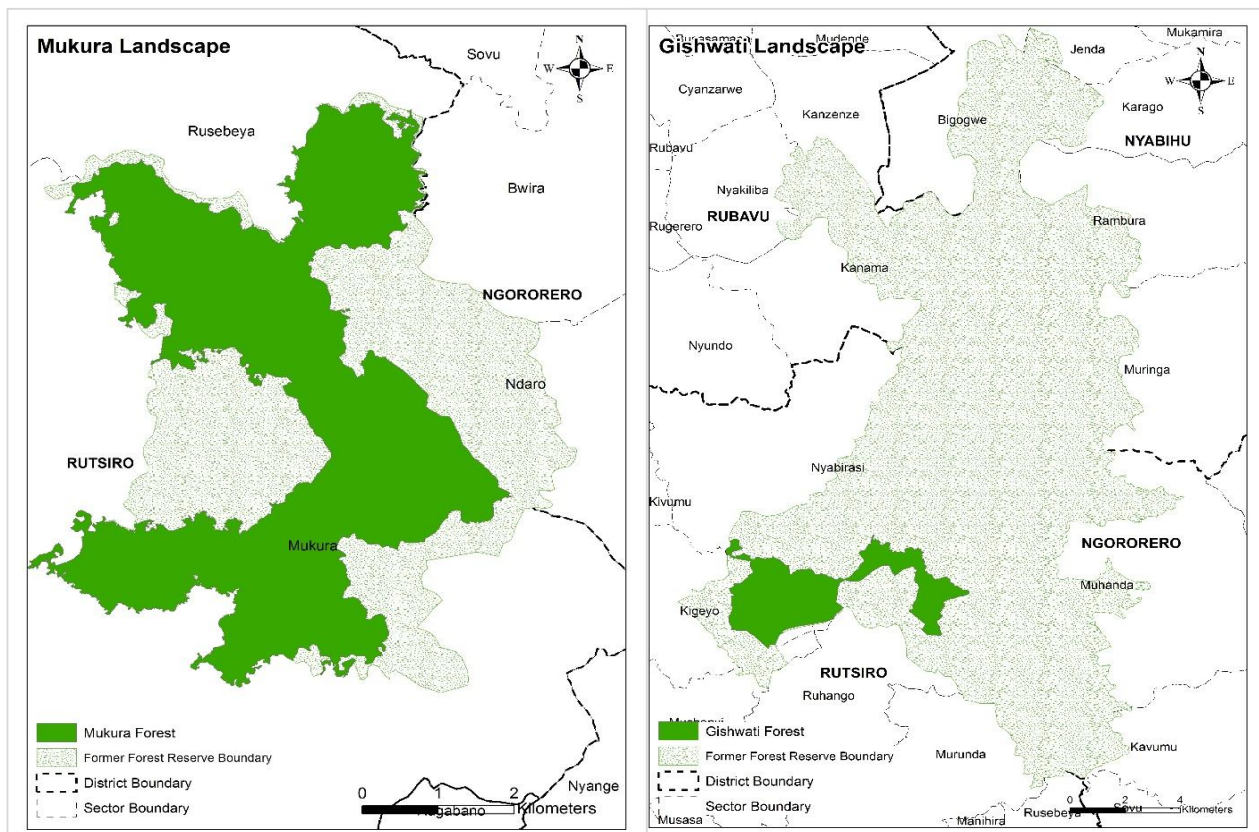 Mukura Landscape
Sovu
N
W E
S
Rusebeya
Bwira
NGORORERO
Ndaro
RUTSIRO
Mukura
Mukura Forest
Former Forest Reserve Boundary
District Boundary
Sector Boundary
Nyange
0 1 2
Kilometers
Gishwati Landscape
Mudende
Jenda
Mukamira
N
W E
S
Cyanzarwe
Kanzenze
Bigogwe
Karago
NYABIHU
Rubavu
Nyakiliba
RUBAVU
Rugerero
Rambura
Kanama
Nyundo
Muringa
Nyabirasi
Kivumu
NGORORERO
Muhanda
Kigeyo
RUTSIRO
Ruhango
Gishwati Forest
Former Forest Reserve Boundary
District Boundary
Sector Boundary
Murunda
Kavumu
0 2 4
Kilometers
Musasa
Manihira
Rusebeya
Sovu